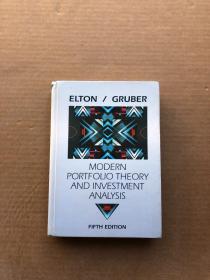 ELTON / GRUBER
MODERN
PORTFOLIO THEORY
AND INVESTMENT
ANALYSIS
FIFTH EDITION